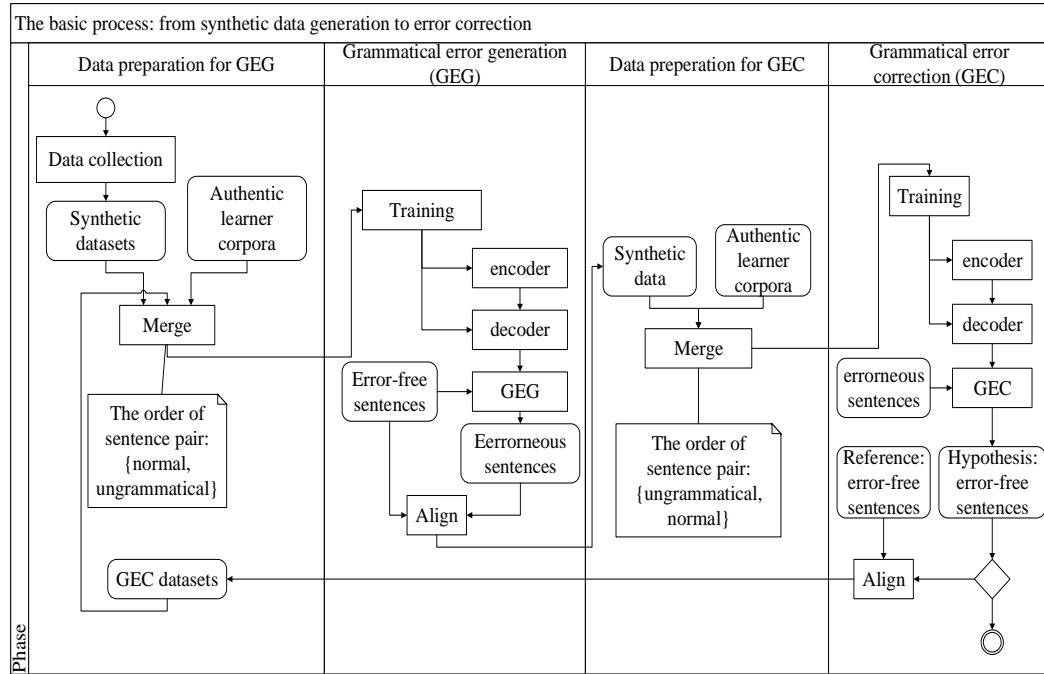 The basic process: from synthetic data generation to error correction
Phase
Data preparation for GEG
Data collection
Synthetic
datasets
Authentic
learner
corpora
Merge
The order of
sentence pair:
{normal,
ungrammatical}
GEC datasets
Grammatical error generation
(GEG)
Training
encoder
decoder
Error-free
sentences
GEG
Eerrorneous
sentences
Align
Data preperation for GEC
Synthetic
data
Authentic
learner
corpora
Merge
The order of
sentence pair:
{ungrammatical,
normal}
Grammatical error
correction (GEC)
Training
encoder
decoder
errorneous
sentences
GEC
Reference:
error-free
sentences
Hypothesis:
error-free
sentences
Align